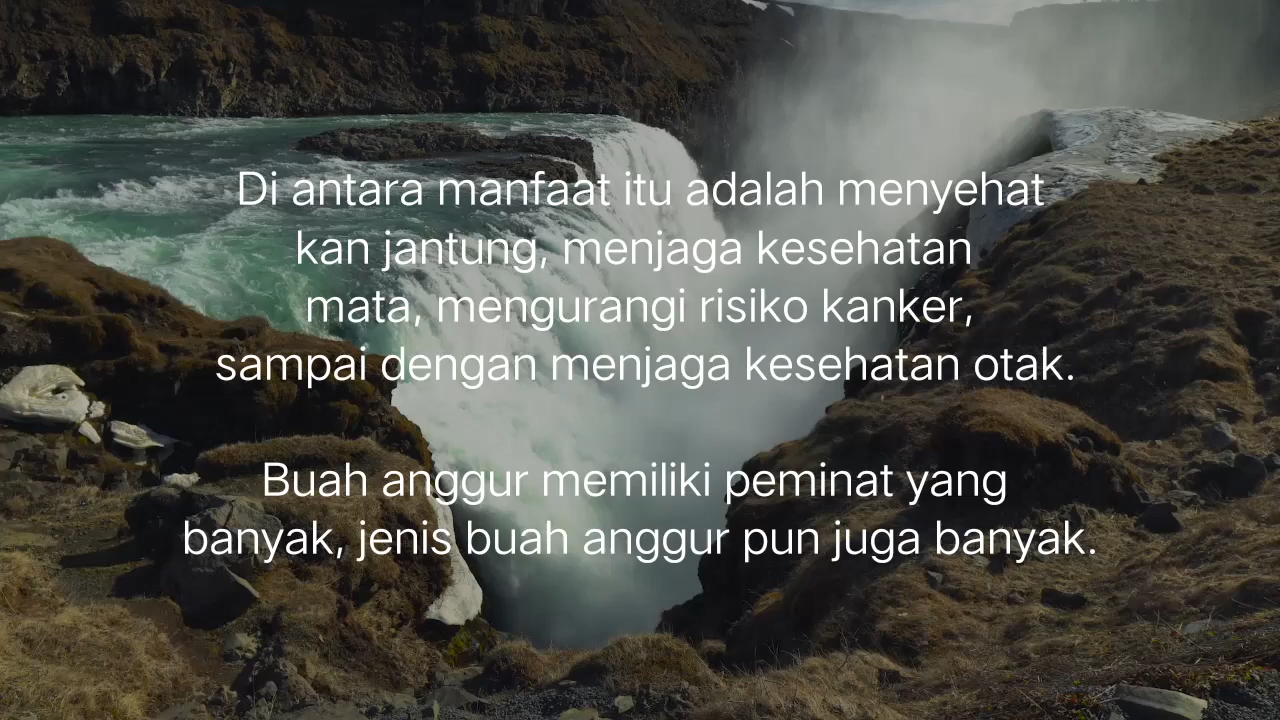 Di antara manfaat itu adalah menyehat
kan jantung, menjaga kesehatan
mata, mengurangi risiko kanker,
sampai dengan menjaga kesehatan otak.
Buah anggur memiliki peminat yang
banyak, jenis buah anggur pun juga banyak.